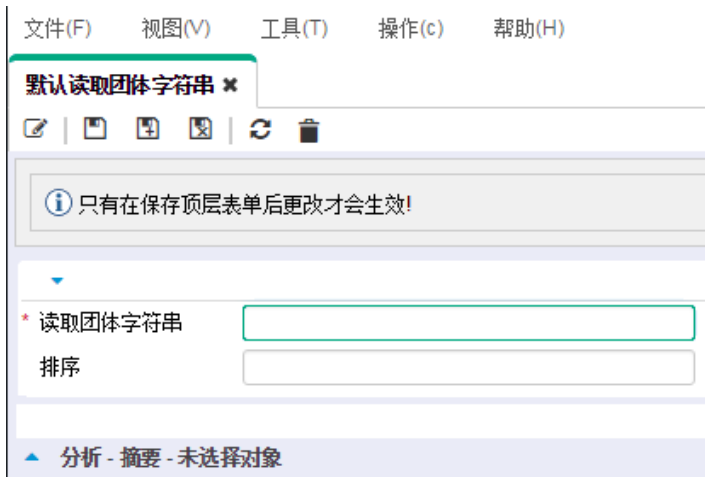 文件(F) 视图(V) 工具(T) 操作(c) 帮助(H)
默认读取团体字符串 ✖
只有在保存顶层表单后更改才会生效!
* 读取团体字符串
排序
分析 - 摘要 - 未选择对象